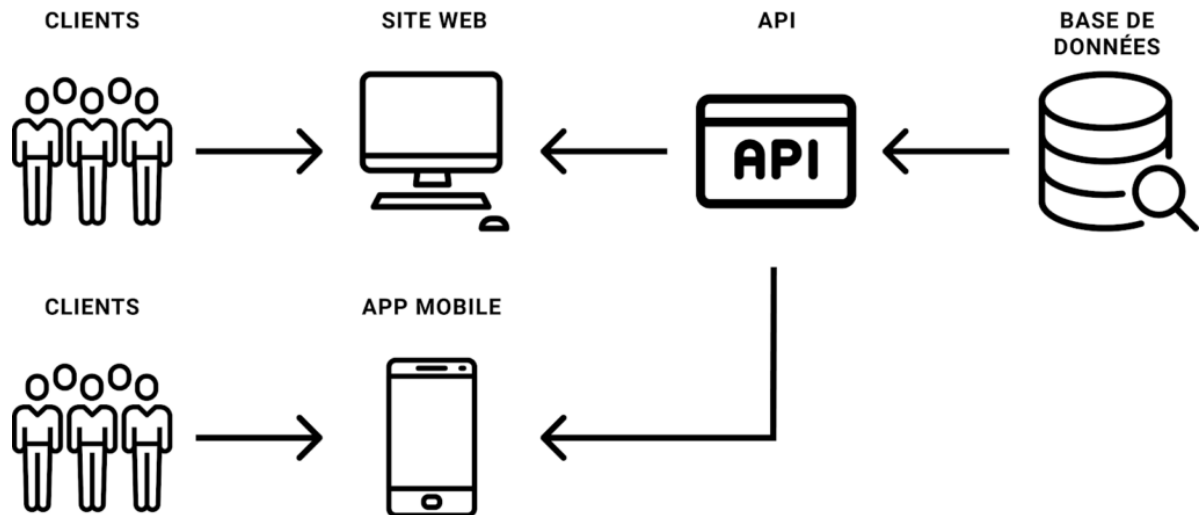 CLIENTS
SITE WEB
API
BASE DE
DONNÉES
API
CLIENTS
APP MOBILE